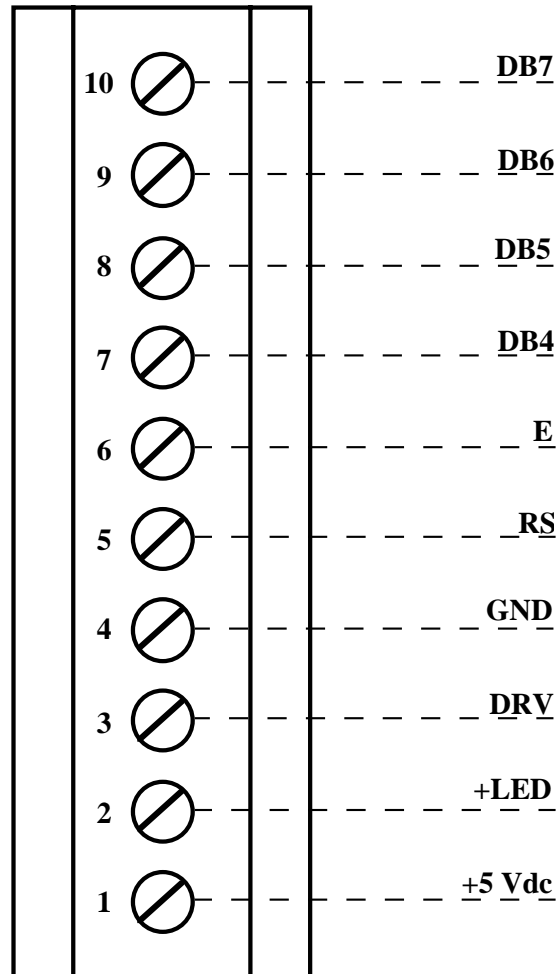 10 DB7
9 DB6
8 DB5
7 DB4
6 E
5 RS
4 GND
3 DRV
2 +LED
1 +5 Vdc